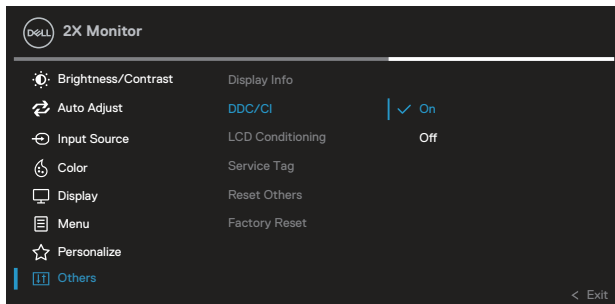 DELL 2X Monitor
Brightness/Contrast Display Info
Auto Adjust DDC/CI On
Input Source LCD Conditioning Off
Color Service Tag
Display Reset Others
Menu Factory Reset
Personalize
Others
< Exit